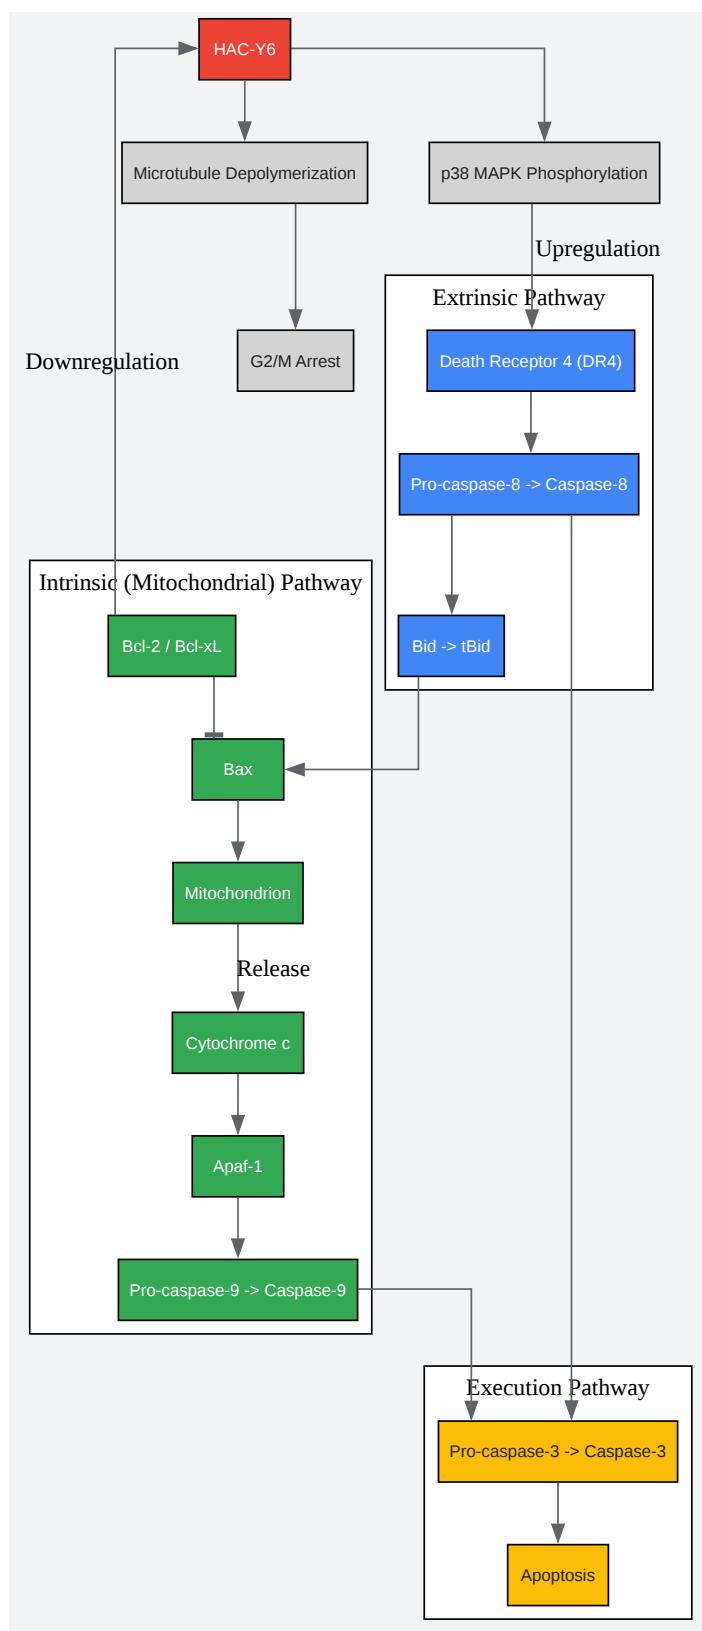 HAC-Y6
Microtubule Depolymerization
p38 MAPK Phosphorylation
Upregulation
Extrinsic Pathway
Downregulation
G2/M Arrest
Death Receptor 4 (DR4)
Pro-caspase-8 -> Caspase-8
Intrinsic (Mitochondrial) Pathway
Bcl-2 / Bcl-xL
Bid -> tBid
Bax
Mitochondrion
Release
Cytochrome c
Apaf-1
Pro-caspase-9 -> Caspase-9
Execution Pathway
Pro-caspase-3 -> Caspase-3
Apoptosis